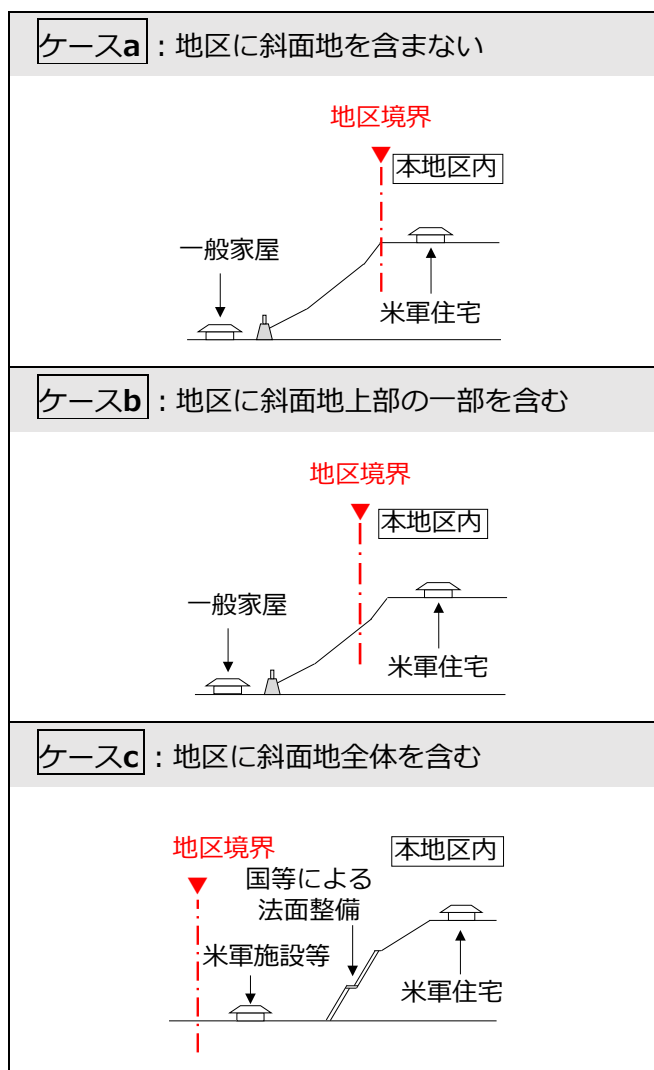 ケースa:地区に斜面地を含まない
地区境界
本地区内
一般家屋
米軍住宅
ケースb:地区に斜面地上部の一部を含む
地区境界
本地区内
一般家屋
米軍住宅
ケースc:地区に斜面地全体を含む
地区境界
本地区内
国等による
法面整備
米軍施設等
米軍住宅